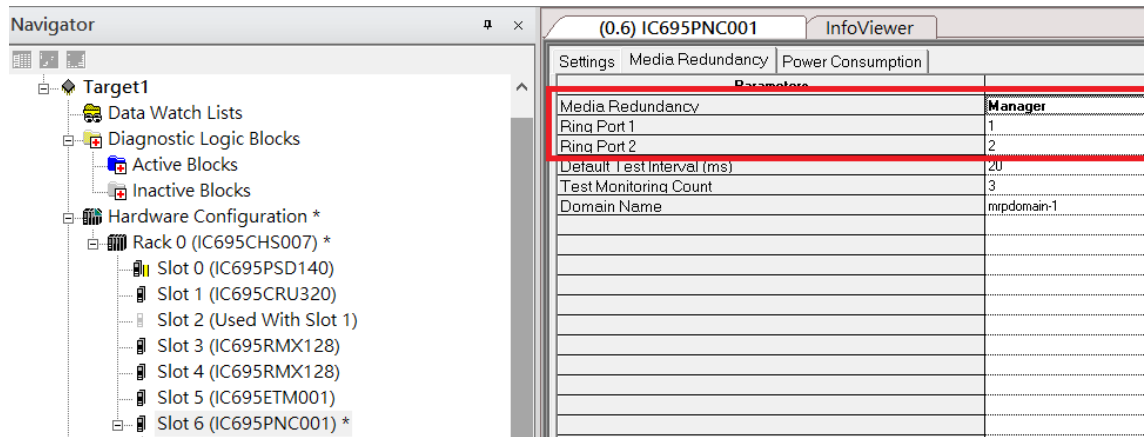 Navigator
(0.6) IC695PNC001 InfoViewer
Settings Media Redundancy Power Consumption
Target1
Data Watch Lists
Diagnostic Logic Blocks
Active Blocks
Inactive Blocks
Hardware Configuration *
Rack 0 (IC695CHS007) *
Slot 0 (IC695PSD140)
Slot 1 (IC695CRU320)
Slot 2 (Used With Slot 1)
Slot 3 (IC695RMX128)
Slot 4 (IC695RMX128)
Slot 5 (IC695ETM001)
Slot 6 (IC695PNC001) *
Parameters
Media Redundancy Manager
Ring Port 1 1
Ring Port 2 2
Default Test Interval (ms) 20
Test Monitoring Count 3
Domain Name mrpdomain-1